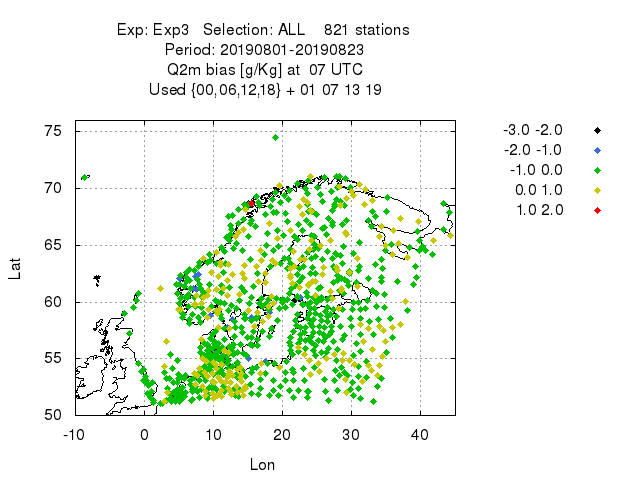 Exp: Exp3 Selection: ALL 821 stations
Period: 20190801-20190823
Q2m bias [g/Kg] at 07 UTC
Used {00,06,12,18} + 01 07 13 19
-3.0 -2.0
-2.0 -1.0
-1.0 0.0
0.0 1.0
1.0 2.0
75
70
65
60
55
50
Lat
-10 0 10 20 30 40
Lon